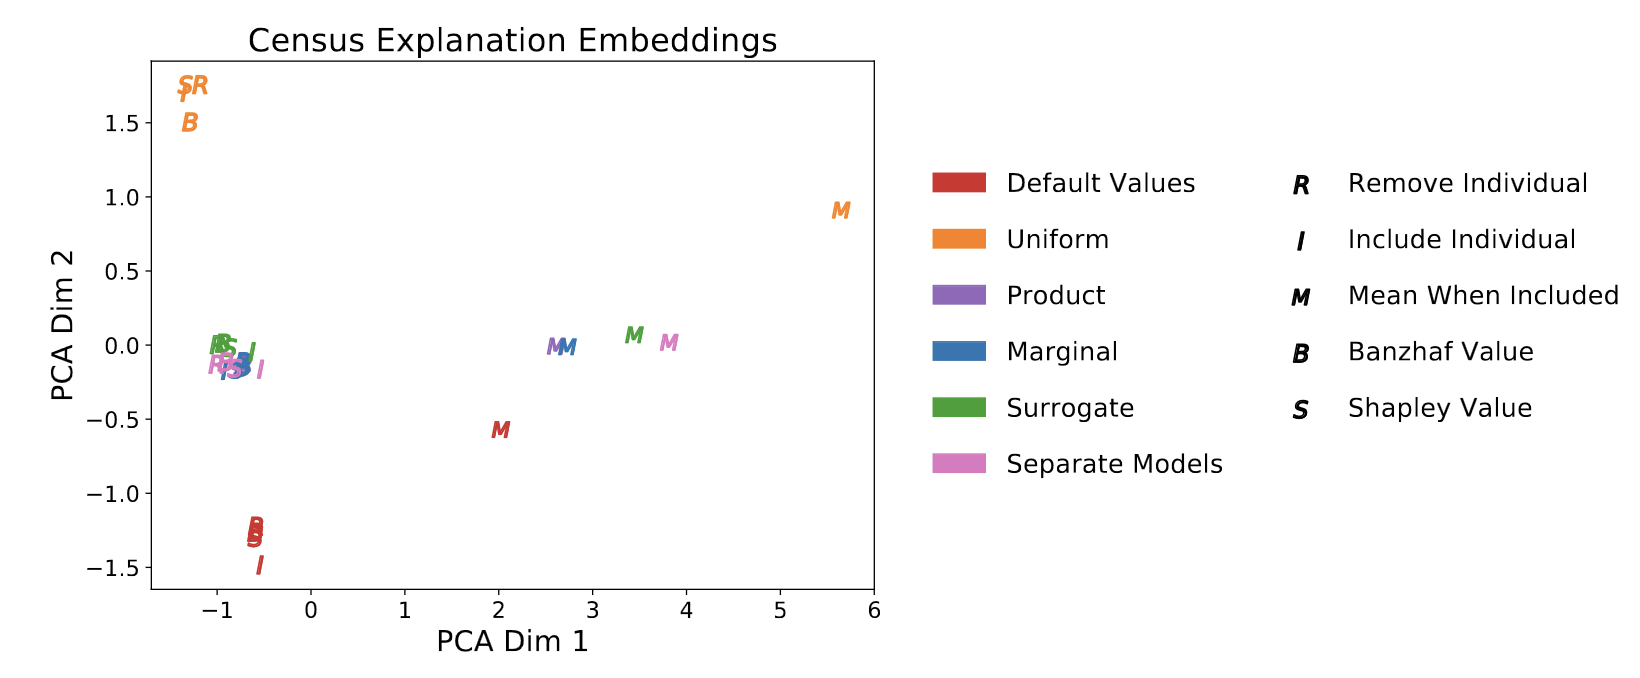 Census Explanation Embeddings
PCA Dim 2
1.5
1.0
0.5
0.0
−0.5
−1.0
−1.5
S R
I
B
M
M
M
M
M
M
R B
S
I
R
S
I
B
S
I
−1 0 1 2 3 4 5 6
PCA Dim 1
Default Values
Uniform
Product
Marginal
Surrogate
Separate Models
R Remove Individual
I Include Individual
M Mean When Included
B Banzhaf Value
S Shapley Value